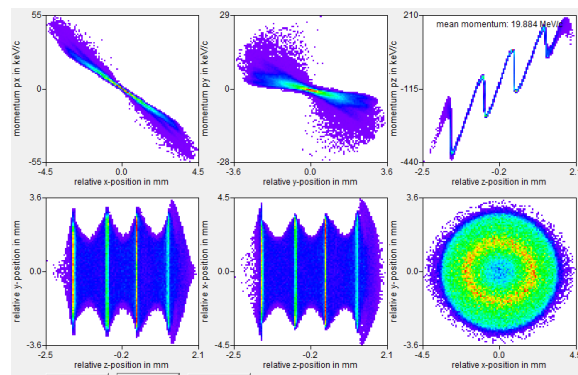 55
0
-55
-4.5
0.0
4.5
relative x-position in mm
momentum px in keV/c
29
0
-28
-3.6
0.0
3.6
relative y-position in mm
momentum py in keV/c
mean momentum: 19.884 MeV/c
210
-115
-440
-2.5
-0.2
2.1
relative z-position in mm
momentum pz in keV/c
3.6
0.0
-3.6
-2.5
-0.2
2.1
relative z-position in mm
relative y- position in mm
4.5
0.0
-4.5
-2.5
-0.2
2.1
relative z-position in mm
relative x-position in mm
3.6
0.0
-3.6
-4.5
0.0
4.5
relative x-position in mm
relative y- position in mm